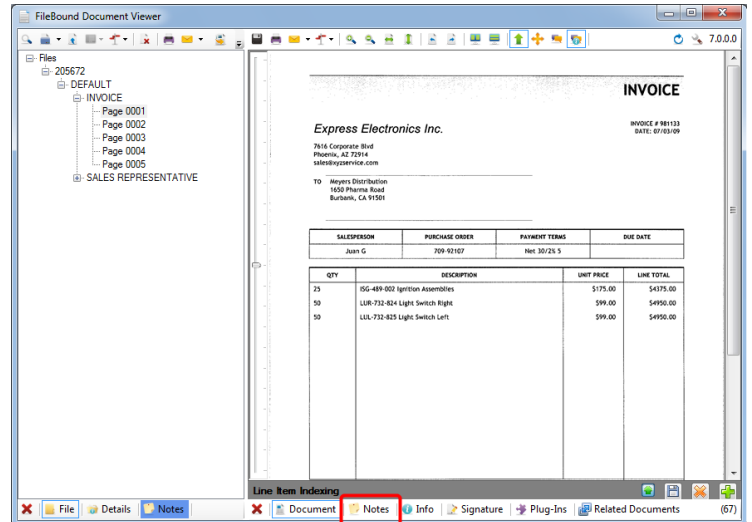 FileBound Document Viewer
7.0.0.0
Files
205672
DEFAULT
INVOICE
Page 0001
Page 0002
Page 0003
Page 0004
Page 0005
SALES REPRESENTATIVE
INVOICE
INVOICE # 981133
DATE: 07/03/09
Express Electronics Inc.
7616 Corporate Blvd
Phoenix, AZ 72914
sales@xyzservice.com
TO Meyers Distribution
1650 Pharma Road
Burbank, CA 91501
SALESPERSON PURCHASE ORDER PAYMENT TERMS DUE DATE
Juan G 709-92107 Net 30/2% 5
QTY DESCRIPTION UNIT PRICE LINE TOTAL
25 ISG-489-002 Ignition Assemblies $175.00 $4375.00
50 LUR-732-824 Light Switch Right $99.00 $4950.00
50 LUL-732-825 Light Switch Left $99.00 $4950.00
Line Item Indexing
File Details Notes
Document Notes Info Signature Plug-Ins Related Documents (67)